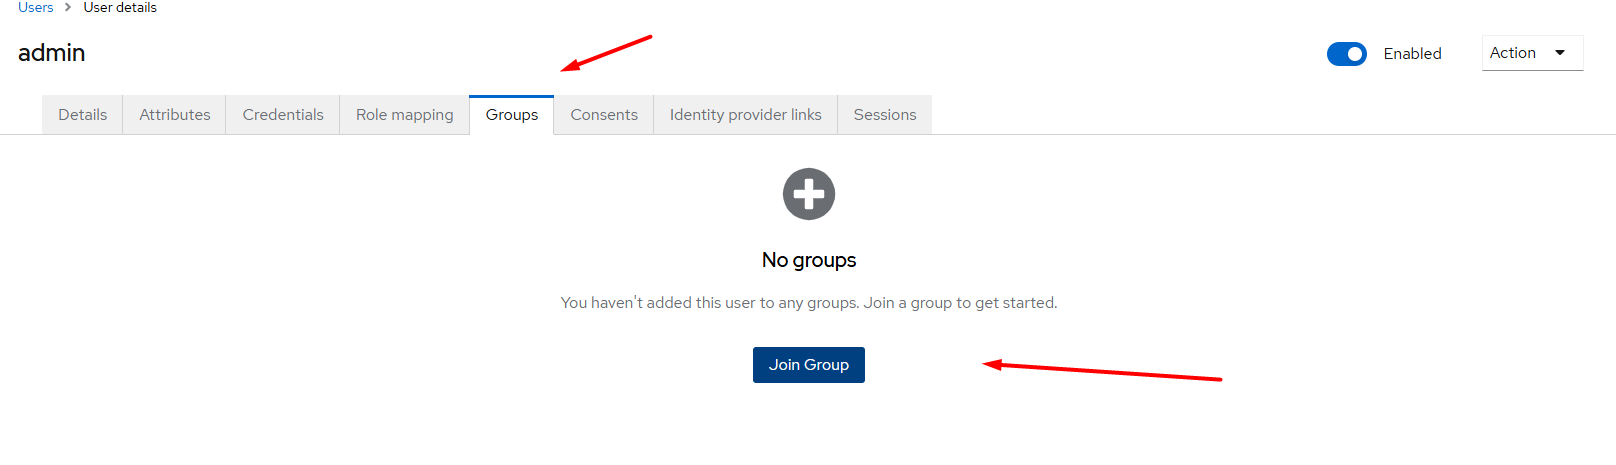 Users > User details
admin
Enabled
Action
Details Attributes Credentials Role mapping Groups Consents Identity provider links Sessions
No groups
You haven't added this user to any groups. Join a group to get started.
Join Group